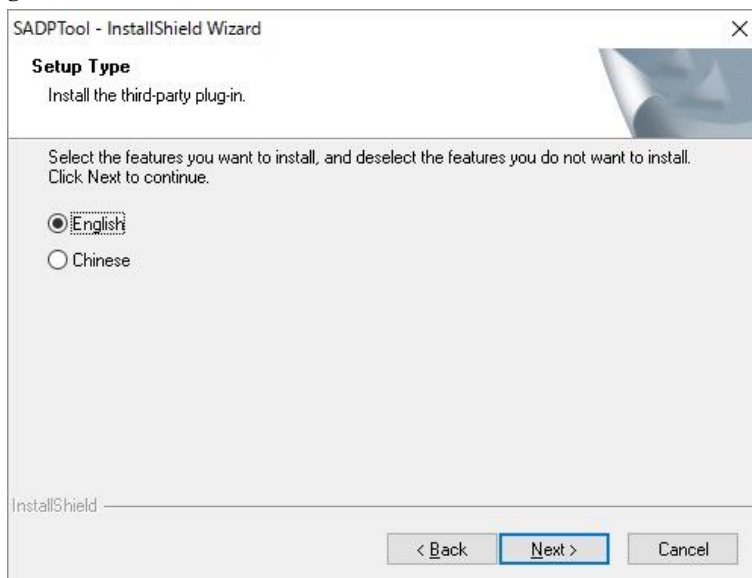 SADPTool - InstallShield Wizard
Setup Type
Install the third-party plug-in.
Select the features you want to install, and deselect the features you do not want to install.
Click Next to continue.
English
Chinese
InstallShield
< Back
Next >
Cancel